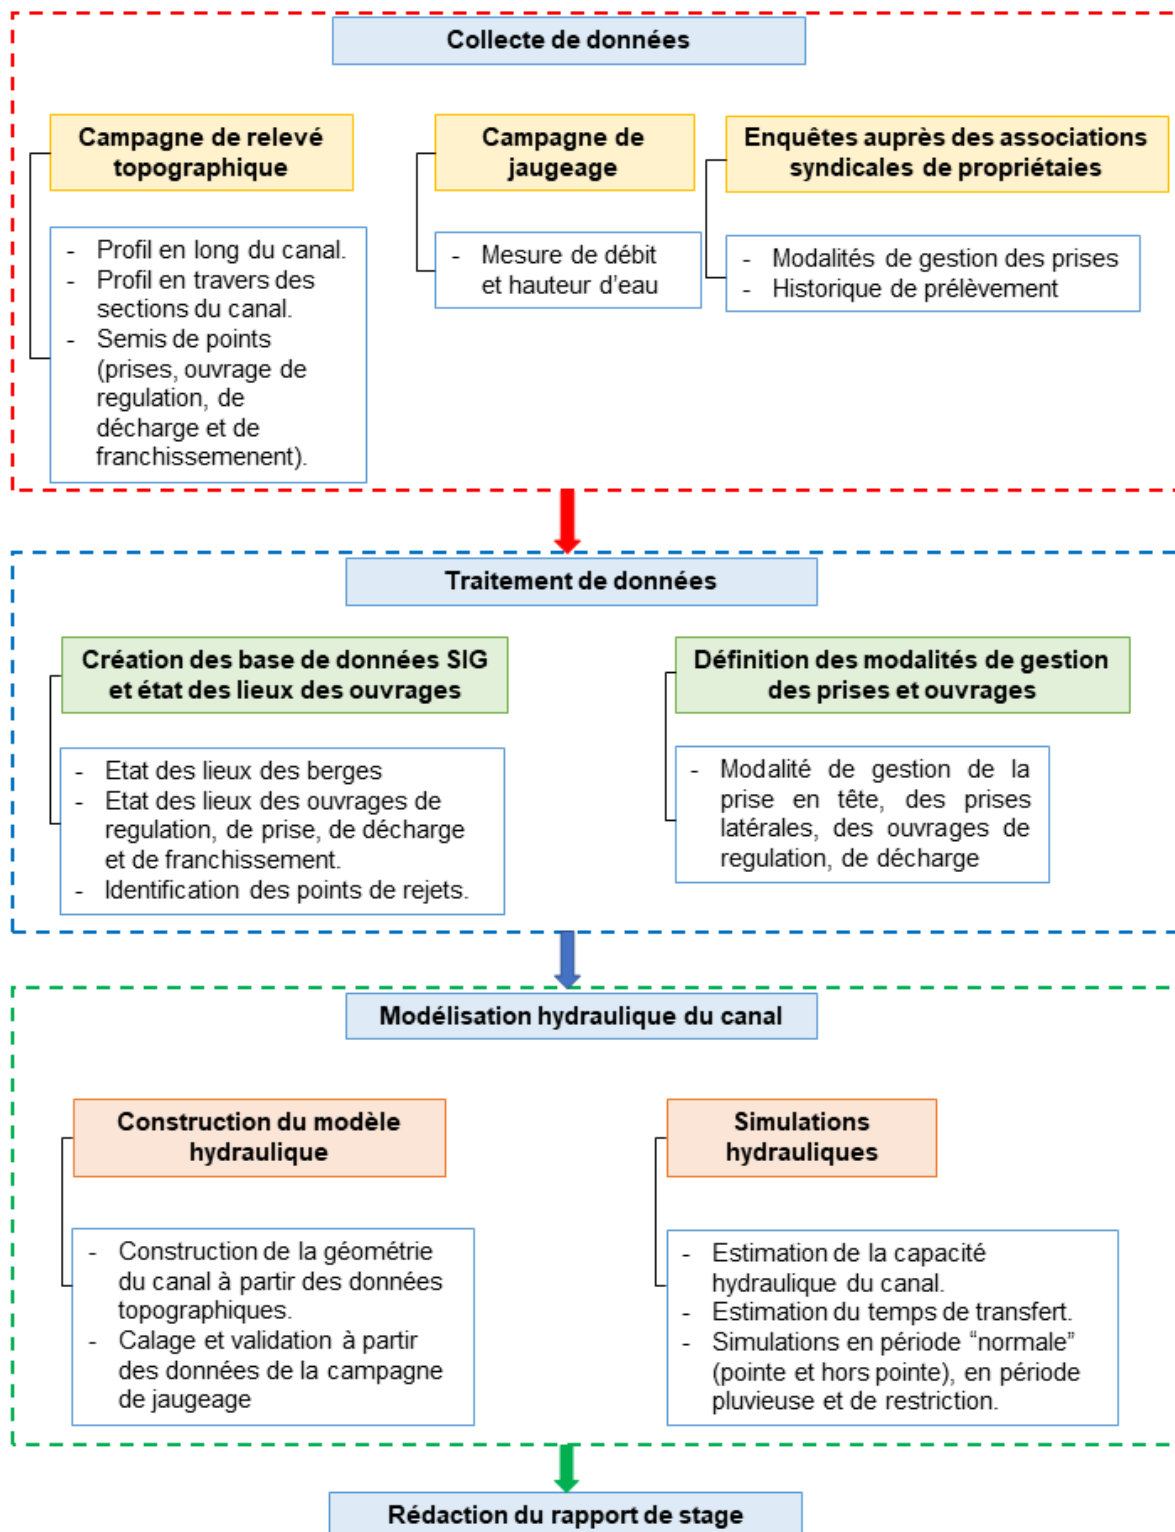 Collecte de données
Campagne de relevé
topographique
- Profil en long du canal.
- Profil en travers des
sections du canal.
- Semis de points
(prises, ouvrage de
regulation, de
décharge et de
franchissemenent).
Campagne de
jaugeage
- Mesure de débit
et hauteur d'eau
Enquêtes auprès des associations
syndicales de propriétaies
- Modalités de gestion des prises
- Historique de prélèvement
Traitement de données
Création des base de données SIG
et état des lieux des ouvrages
- Etat des lieux des berges
- Etat des lieux des ouvrages de
regulation, de prise, de décharge
et de franchissement.
- Identification des points de rejets.
Définition des modalités de gestion
des prises et ouvrages
- Modalité de gestion de la
prise en tête, des prises
latérales, des ouvrages de
regulation, de décharge
Modélisation hydraulique du canal
Construction du modèle
hydraulique
- Construction de la géométrie
du canal à partir des données
topographiques.
- Calage et validation à partir
des données de la campagne
de jaugeage
Simulations
hydrauliques
- Estimation de la capacité
hydraulique du canal.
- Estimation du temps de transfert.
- Simulations en période “normale”
(pointe et hors pointe), en période
pluvieuse et de restriction.
Rédaction du rapport de stage